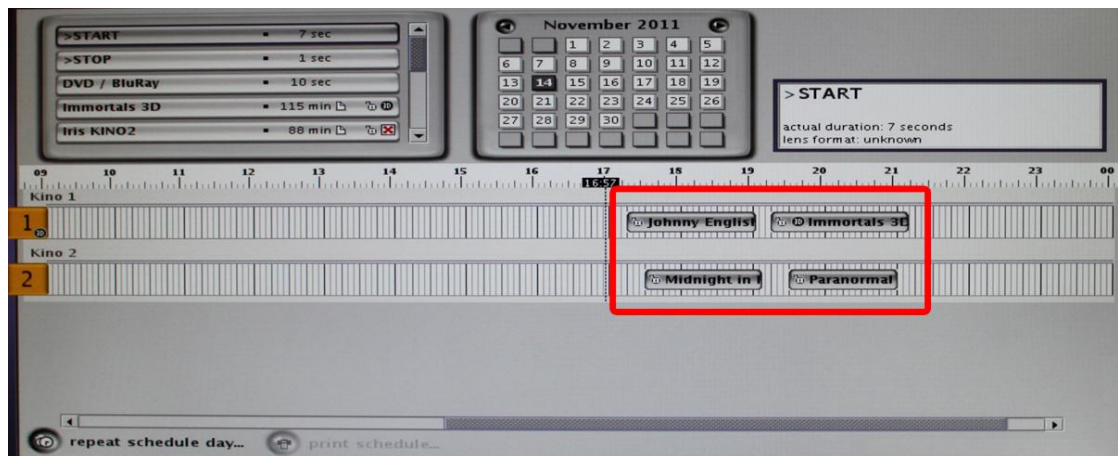 >START ▪ 7 sec
>STOP ▪ 1 sec
DVD / BluRay ▪ 10 sec
Immortals 3D ▪ 115 min 3D
Iris KINO2 ▪ 88 min
November 2011
1 2 3 4 5
6 7 8 9 10 11 12
13 14 15 16 17 18 19
20 21 22 23 24 25 26
27 28 29 30
>START
actual duration: 7 seconds
lens format: unknown
09 10 11 12 13 14 15 16 17 18 19 20 21 22 23 00
16:57
Kino 1
1 3D Johnny Englis 3D Immortals 3D
Kino 2
2 Midnight in Paranormal
repeat schedule day...
print schedule...